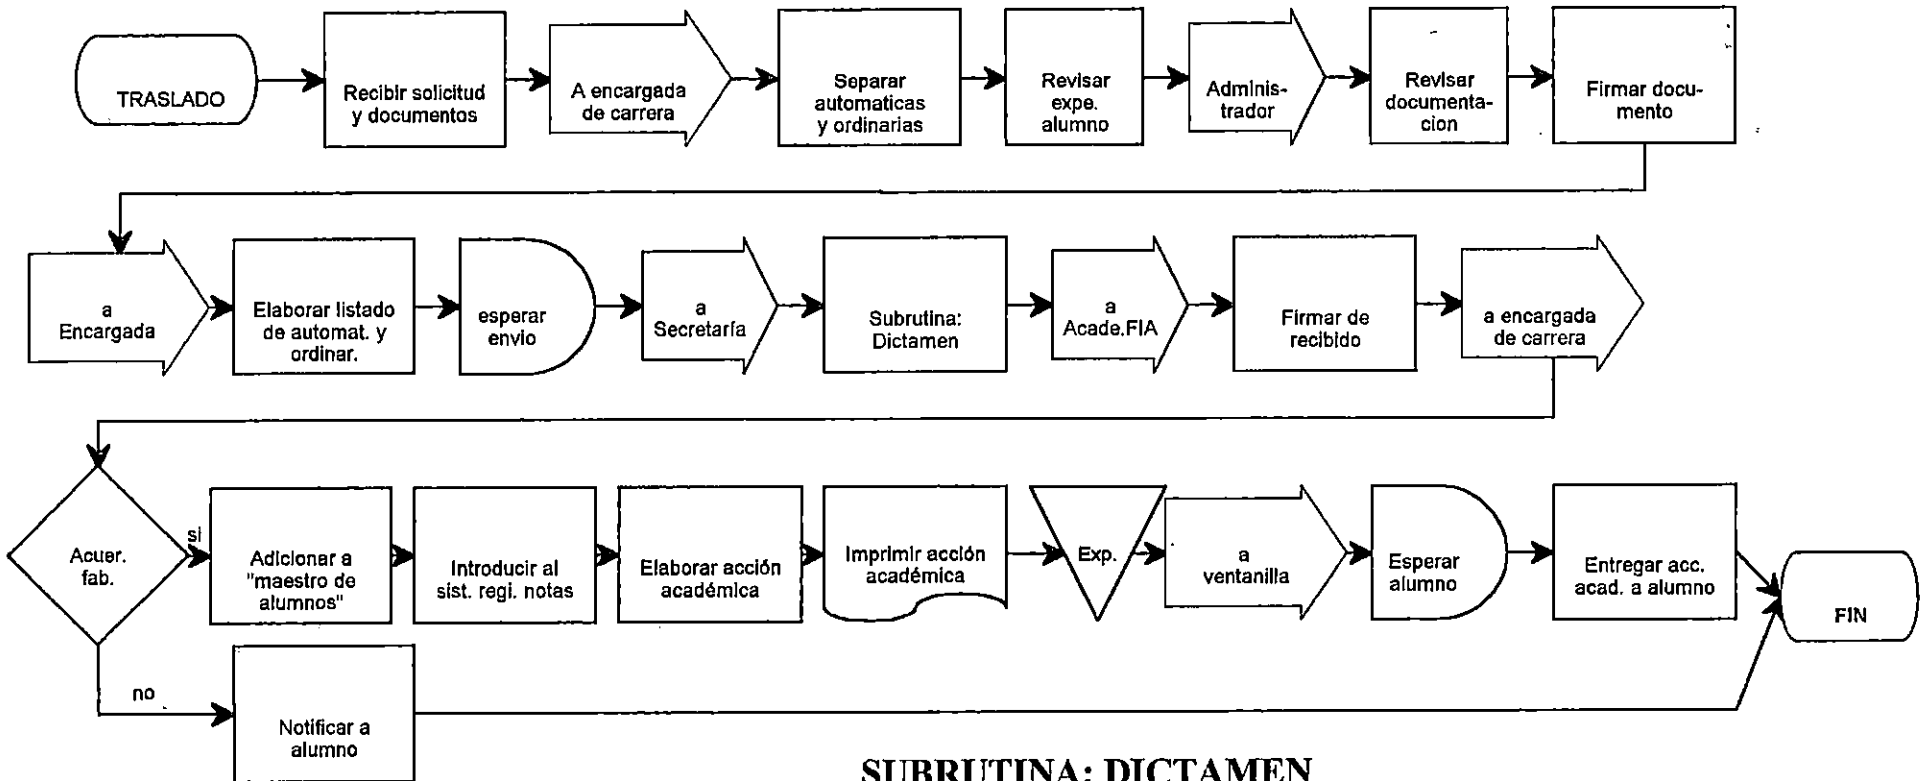 TRASLADO
Recibir solicitud
y documentos
A encargada
de carrera
Separar
automaticas
y ordinarias
Revisar
expe.
alumno
Adminis-
trador
Revisar
documenta-
cion
Firmar docu-
mento
a
Encargada
Elaborar listado
de automat. y
ordinar.
esperar
envio
a
Secretaría
Subrutina:
Dictamen
a
Acade.FIA
Firmar de
recibido
a encargada
de carrera
Acuer.
fab.
si
Adicionar a
"maestro de
alumnos"
Introducir al
sist. regi. notas
Elaborar acción
académica
Imprimir acción
académica
Exp.
a
ventanilla
Esperar
alumno
Entregar acc.
acad. a alumno
FIN
no
Notificar a
alumno
SUBRUTINA: DICTAMEN